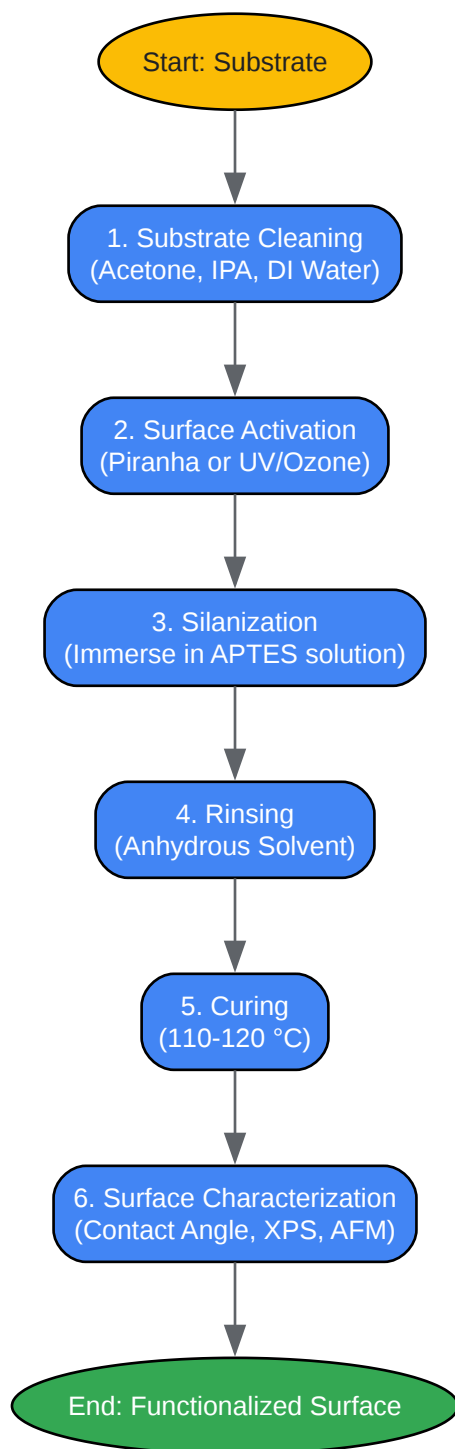 Start: Substrate
1. Substrate Cleaning
(Acetone, IPA, DI Water)
2. Surface Activation
(Piranha or UV/Ozone)
3. Silanization
(Immerse in APTES solution)
4. Rinsing
(Anhydrous Solvent)
5. Curing
(110-120 °C)
6. Surface Characterization
(Contact Angle, XPS, AFM)
End: Functionalized Surface